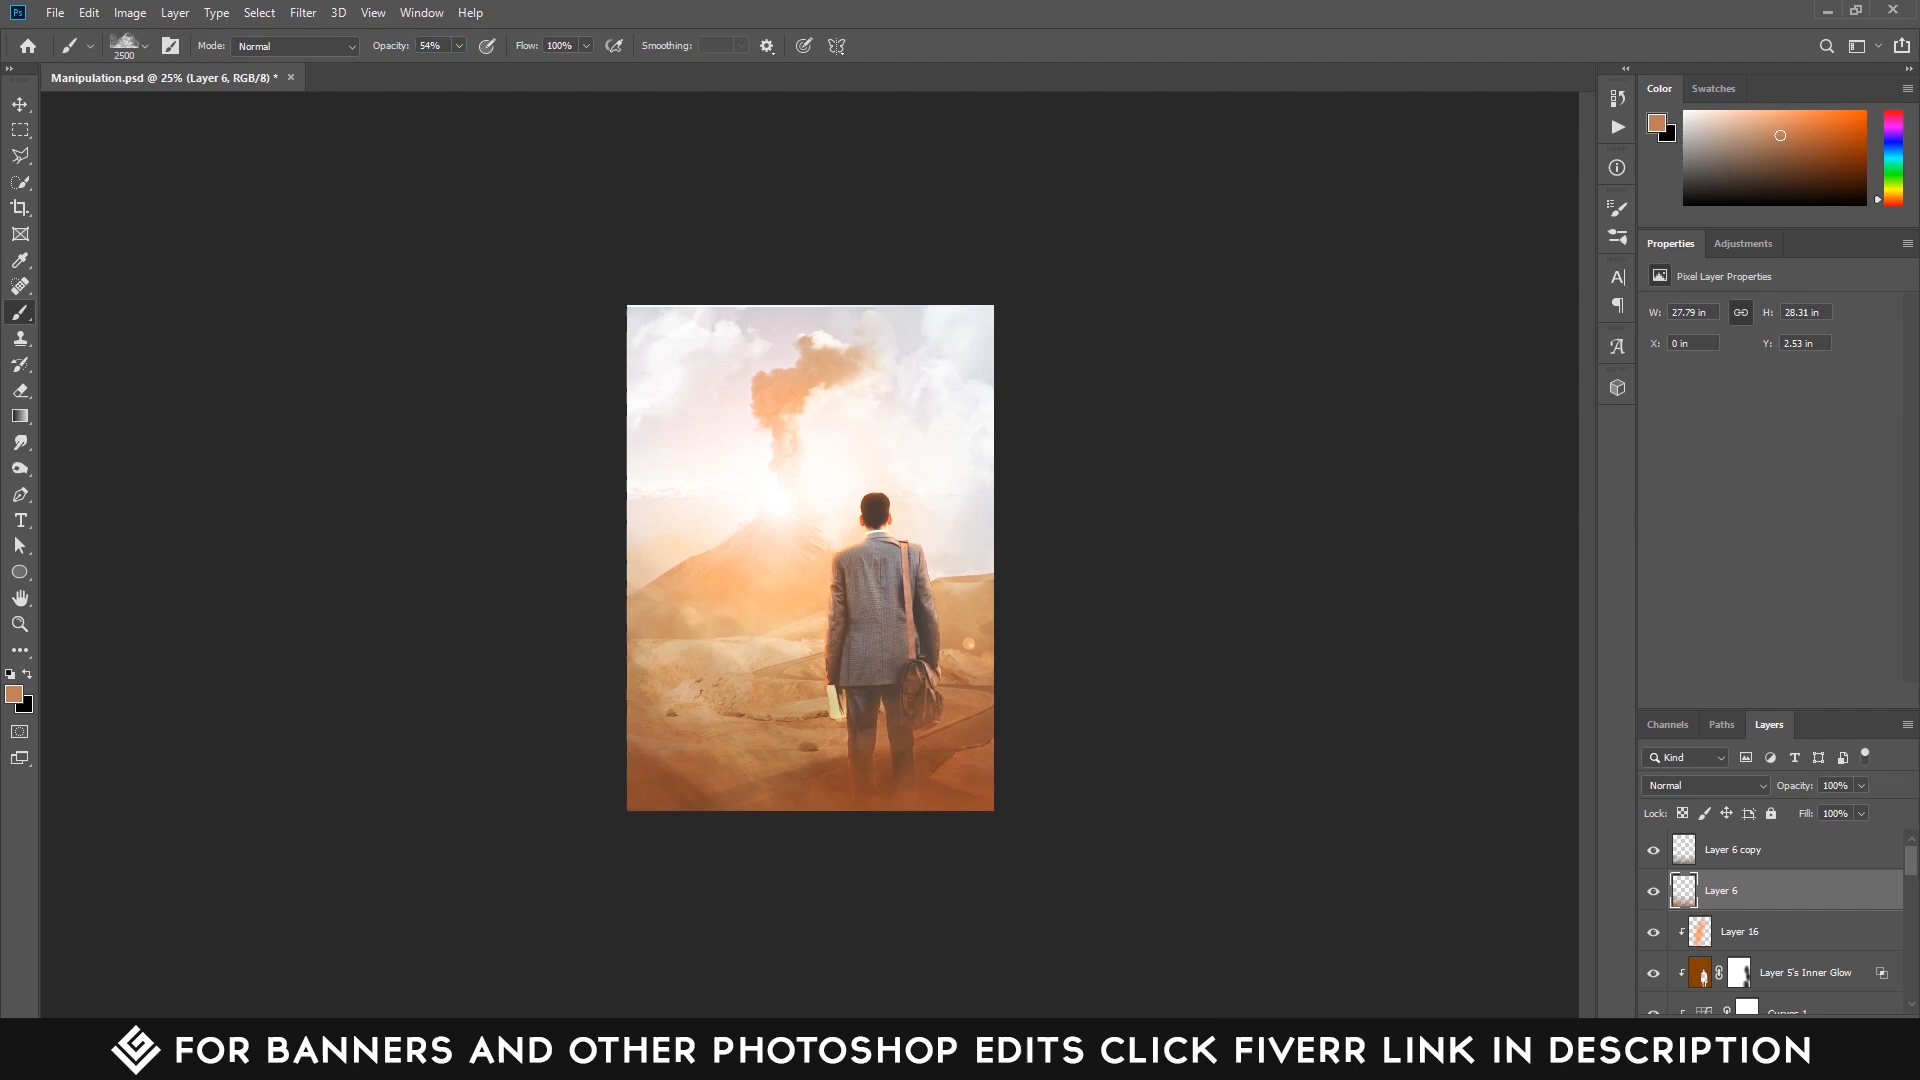 Ps File Edit Image Layer Type Select Filter 3D View Window Help
2500 Mode: Normal Opacity: 54% Flow: 100% Smoothing:
Manipulation.psd @ 25% (Layer 6, RGB/8) * ×
Color Swatches
Properties Adjustments
Pixel Layer Properties
W: 27.79 in H: 28.31 in
X: 0 in Y: 2.53 in
Channels Paths Layers
Kind
Normal Opacity: 100%
Lock: Fill: 100%
Layer 6 copy
Layer 6
Layer 16
Layer 5's Inner Glow
Curves 1
FOR BANNERS AND OTHER PHOTOSHOP EDITS CLICK FIVERR LINK IN DESCRIPTION